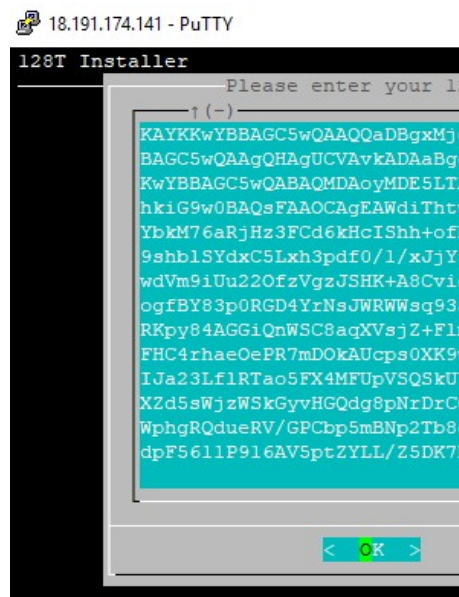 18.191.174.141 - PuTTY
128T Installer
Please enter your
↑(-)
KAYKKwYBBAGC5wQAAQQaDBgxMj
BAGC5wQAAgQHAgUCVAvkADAaBg
KwYBBAGC5wQABAQMDAoyMDE5LT
hkiG9w0BAQsFAAOCAgEAWdiTht
YbkM76aRjHz3FCd6kHcIShh+of
9shblSYdxC5Lxh3pdf0/l/xJjY
wdVm9iUu22OfzVgzJSHK+A8Cvi
ogfBY83p0RGD4YrNsJWRWWsq93
RKpy84AGGiQnWSC8aqXVsjZ+Fl
FHC4rhaeOePR7mDOkAUcps0XK9
IJa23LflRTao5FX4MFUpVSQSkU
XZd5sWjzWSkGyvHGQdg8pNrDrC
WphgRQdueRV/GPCbp5mBNp2Tb8
dpF56l1P9l6AV5ptZYLL/Z5DK7
< OK >